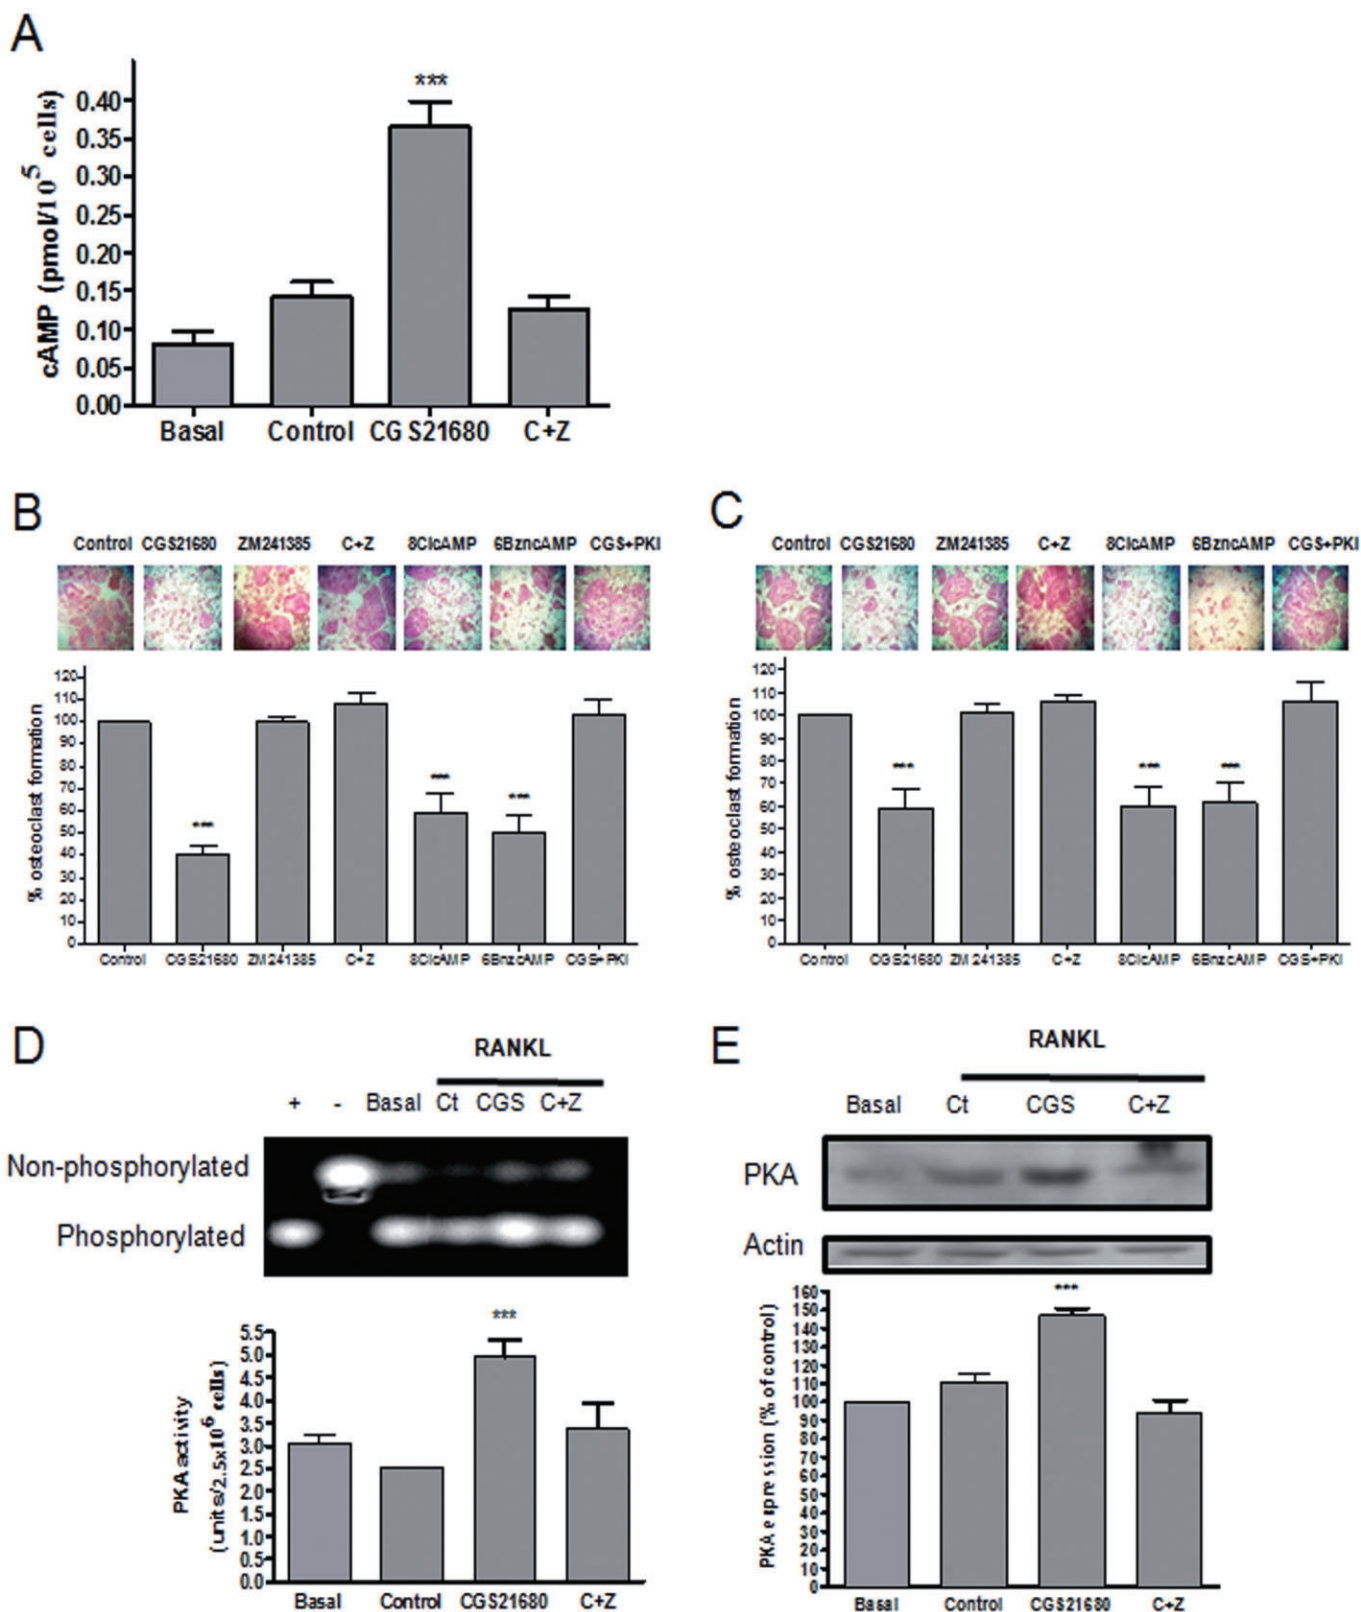 A
***
0.40
0.35
0.30
0.25
0.20
0.15
0.10
0.05
0.00
cAMP (pmol/10^5 cells)
Basal Control CGS21680 C+Z
B
Control CGS21680 ZM241385 C+Z 8ClcAMP 6BzncAMP CGS+PKI
120
110
100
90
80
70
60
50
40
30
20
10
0
% osteoclast formation
***
***
***
Control CGS21680 ZM241385 C+Z 8ClcAMP 6BnzcAMP CGS+PKI
C
Control CGS21680 ZM241385 C+Z 8ClcAMP 6BzncAMP CGS+PKI
120
110
100
90
80
70
60
50
40
30
20
10
0
% osteoclast formation
***
***
***
Control CGS21680 ZM241385 C+Z 8ClcAMP 6BnzcAMP CGS+PKI
D
RANKL
+ - Basal Ct CGS C+Z
Non-phosphorylated
Phosphorylated
***
5.5
5.0
4.5
4.0
3.5
3.0
2.5
2.0
1.5
1.0
0.5
0.0
PKA activity
(units/2.5x10^6 cells)
Basal Control CGS21680 C+Z
E
RANKL
Basal Ct CGS C+Z
PKA
Actin
***
160
150
140
130
120
110
100
90
80
70
60
50
40
30
20
10
0
PKA expression (% of control)
Basal Control CGS21680 C+Z